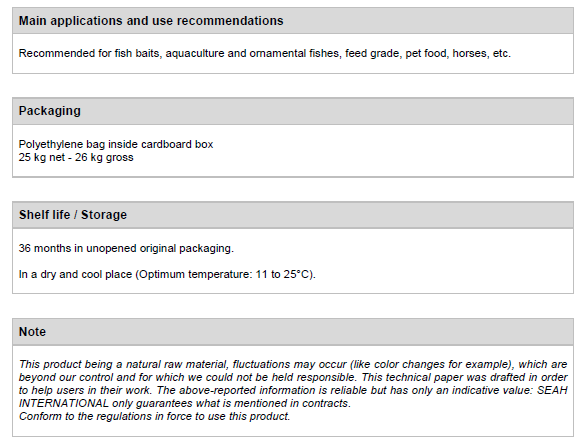 Main applications and use recommendations
Recommended for fish baits, aquaculture and ornamental fishes, feed grade, pet food, horses, etc.
Packaging
Polyethylene bag inside cardboard box
25 kg net - 26 kg gross
Shelf life / Storage
36 months in unopened original packaging.
In a dry and cool place (Optimum temperature: 11 to 25°C).
Note
This product being a natural raw material, fluctuations may occur (like color changes for example), which are
beyond our control and for which we could not be held responsible. This technical paper was drafted in order
to help users in their work. The above-reported information is reliable but has only an indicative value: SEAH
INTERNATIONAL only guarantees what is mentioned in contracts.
Conform to the regulations in force to use this product.